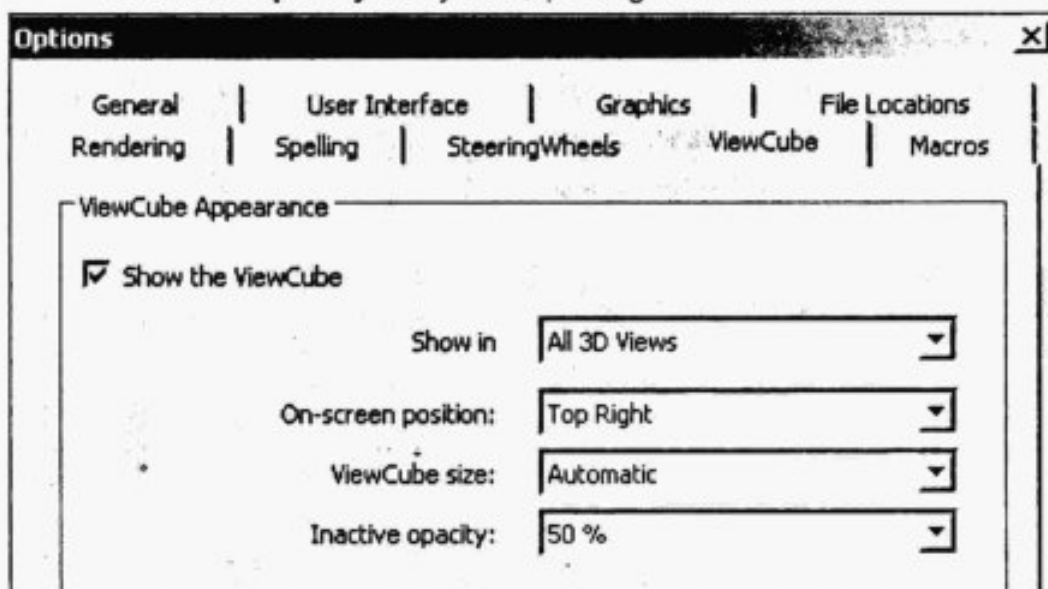 Options
General User Interface Graphics File Locations
Rendering Spelling SteeringWheels ViewCube Macros
ViewCube Appearance
Show the ViewCube
Show in All 3D Views
On-screen position: Top Right
ViewCube size: Automatic
Inactive opacity: 50 %